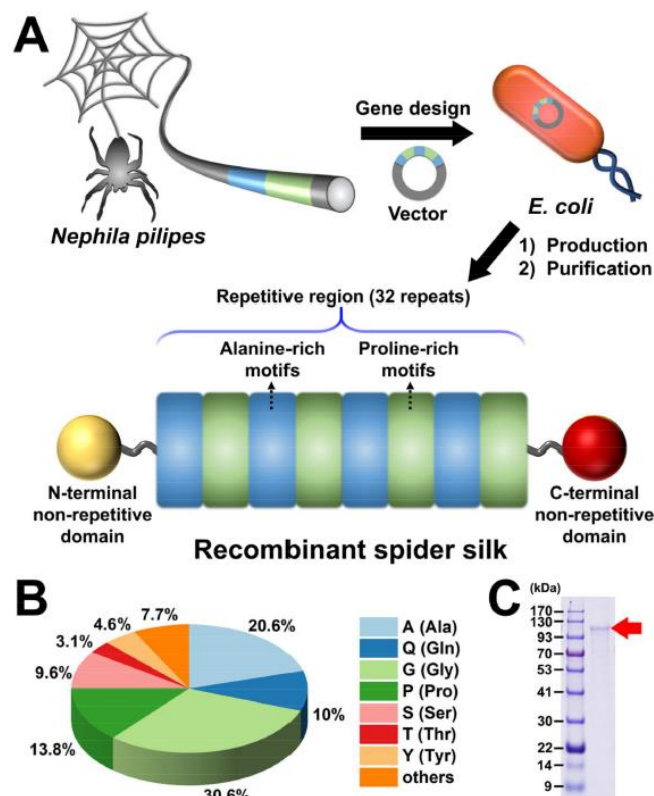 A
Nephila pilipes
Gene design
Vector
E. coli
1) Production
2) Purification
Repetitive region (32 repeats)
Alanine-rich
motifs
Proline-rich
motifs
N-terminal
non-repetitive
domain
C-terminal
non-repetitive
domain
Recombinant spider silk
B
4.6%
7.7%
3.1%
9.6%
20.6%
10%
13.8%
30.6%
A (Ala)
Q (Gln)
G (Gly)
P (Pro)
S (Ser)
T (Thr)
Y (Tyr)
others
C
(kDa)
170
130
93
70
53
41
30
22
14
9